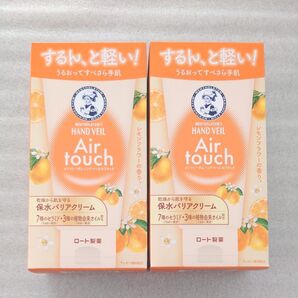 するん、と軽い!
うるおってすべさら手肌
MENTHOLATUM
HAND VEIL
Air
touch
レモンフラワーの香り。
乾燥から肌を守る
保水バリアクリーム
7種のセラミド・3種の植物由来オイル
ロート製薬
するん、と軽い!
うるおってすべさら手肌
MENTHOLATUM
HAND VEIL
Air
touch
レモンフラワーの香り。
乾燥から肌を守る
保水バリアクリーム
7種のセラミド・3種の植物由来オイル
ロート製薬